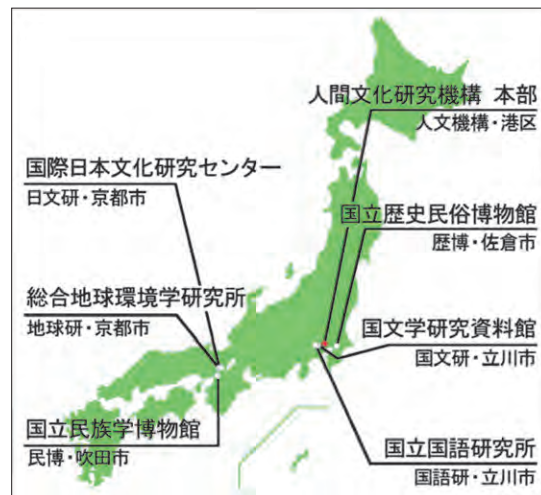 人間文化研究機構 本部
人文機構・港区
国際日本文化研究センター
日文研・京都市
国立歴史民俗博物館
歴博・佐倉市
総合地球環境学研究所
地球研・京都市
国文学研究資料館
国文研・立川市
国立民族学博物館
民博・吹田市
国立国語研究所
国語研・立川市